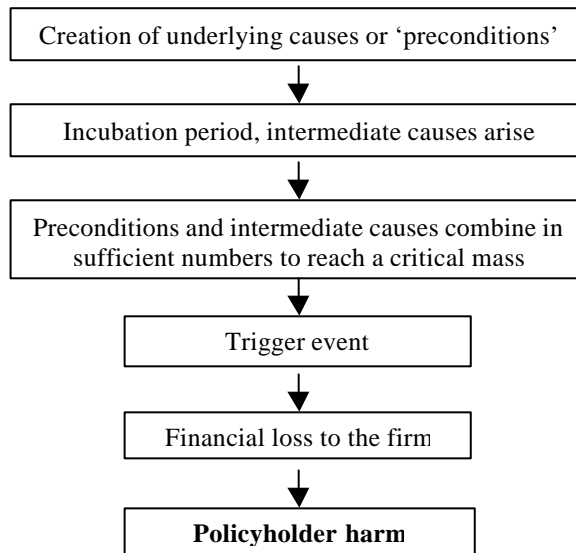 Creation of underlying causes or ‘preconditions’
Incubation period, intermediate causes arise
Preconditions and intermediate causes combine in
sufficient numbers to reach a critical mass
Trigger event
Financial loss to the firm
Policyholder harm